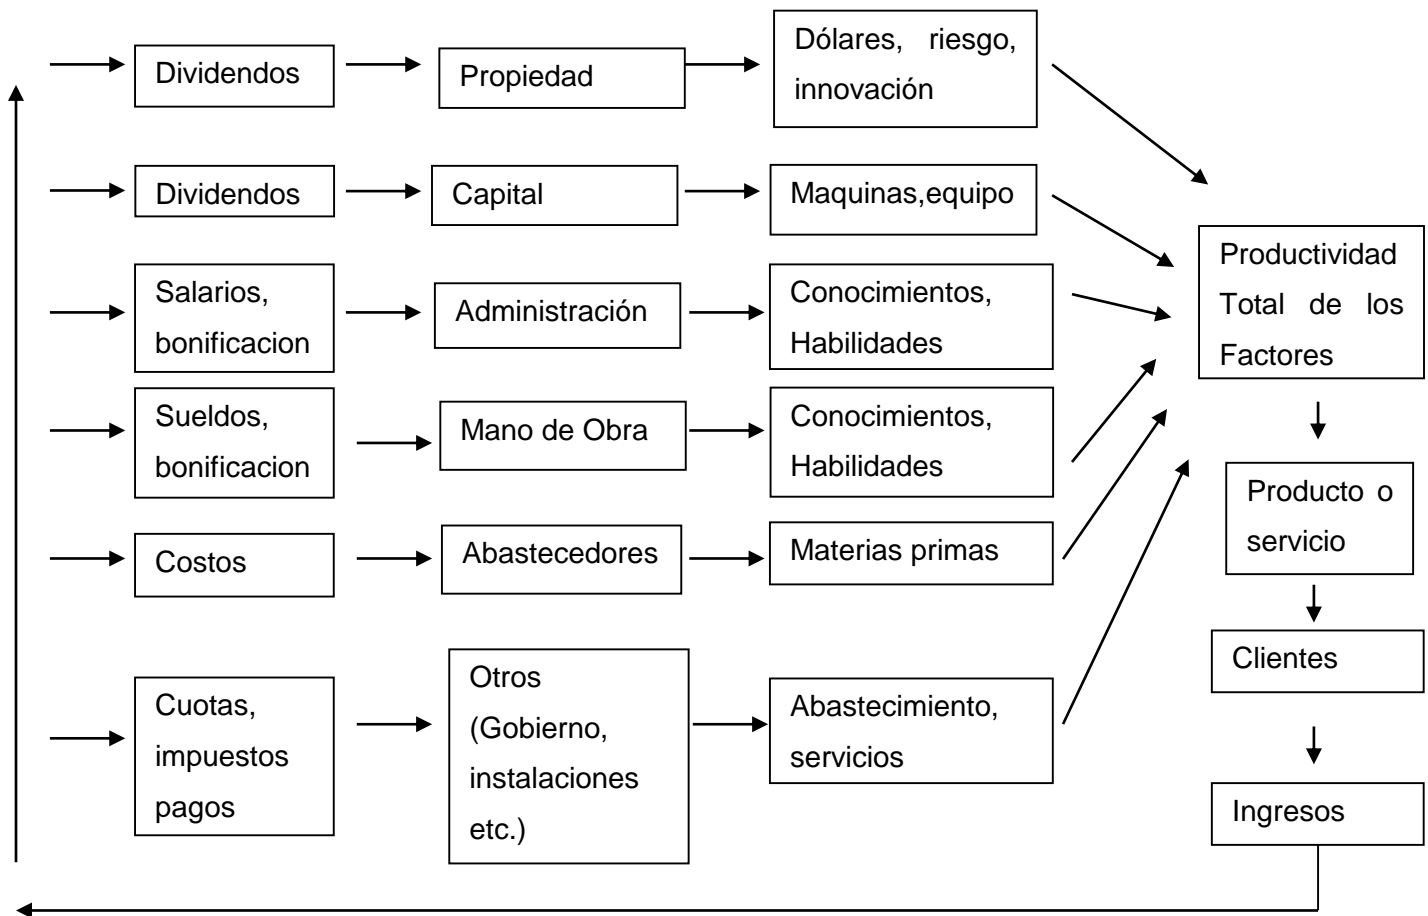 Dividendos
Propiedad
Dólares, riesgo,
innovación
Dividendos
Capital
Maquinas,equipo
Salarios,
bonificacion
Administración
Conocimientos,
Habilidades
Sueldos,
bonificacion
Mano de Obra
Conocimientos,
Habilidades
Costos
Abastecedores
Materias primas
Cuotas,
impuestos
pagos
Otros
(Gobierno,
instalaciones
etc.)
Abastecimiento,
servicios
Productividad
Total de los
Factores
Producto o
servicio
Clientes
Ingresos